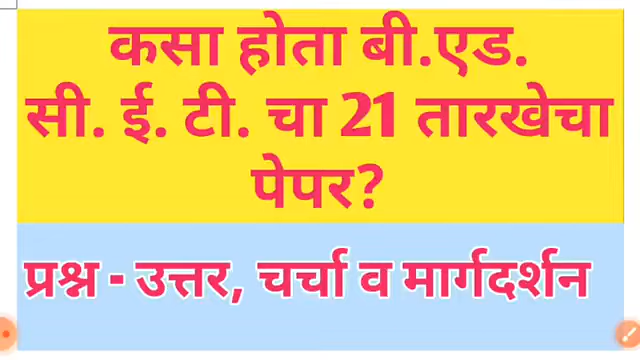 कसा होता बी.एड.
सी. ई. टी. चा 21 तारखेचा
पेपर?
प्रश्न - उत्तर, चर्चा व मार्गदर्शन